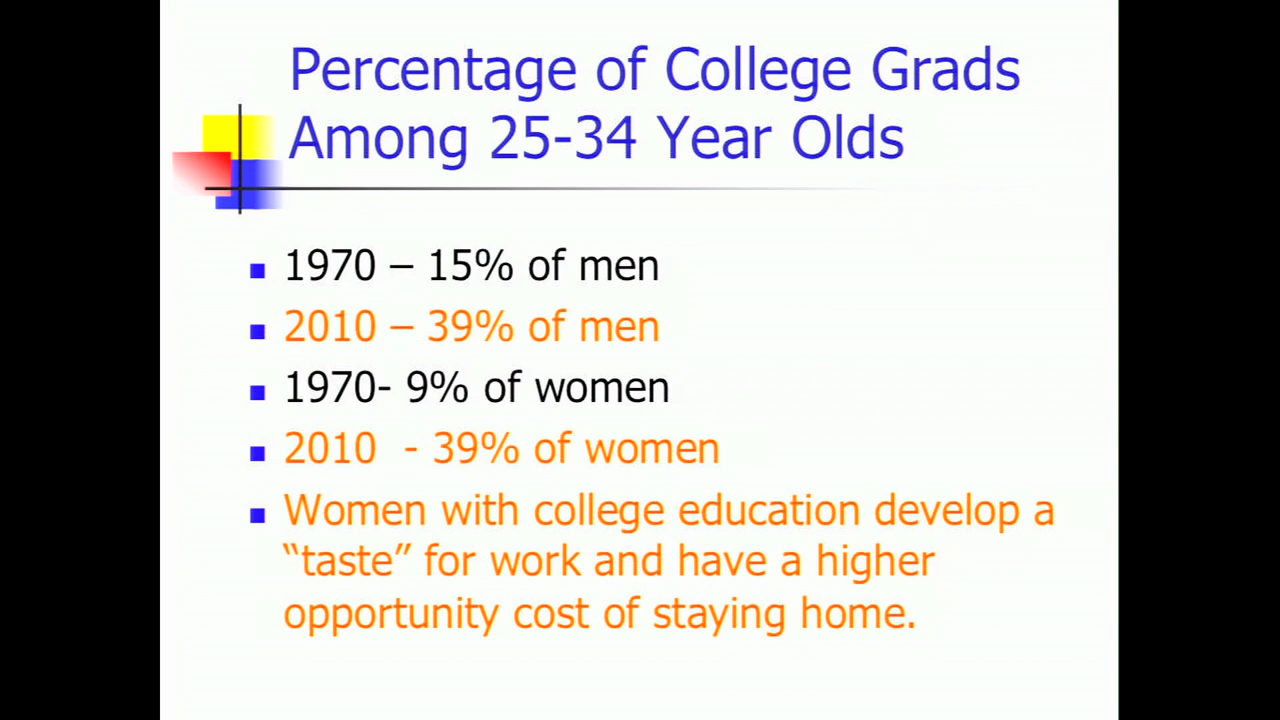 Percentage of College Grads
Among 25-34 Year Olds
1970 – 15% of men
2010 – 39% of men
1970- 9% of women
2010 - 39% of women
Women with college education develop a
“taste” for work and have a higher
opportunity cost of staying home.